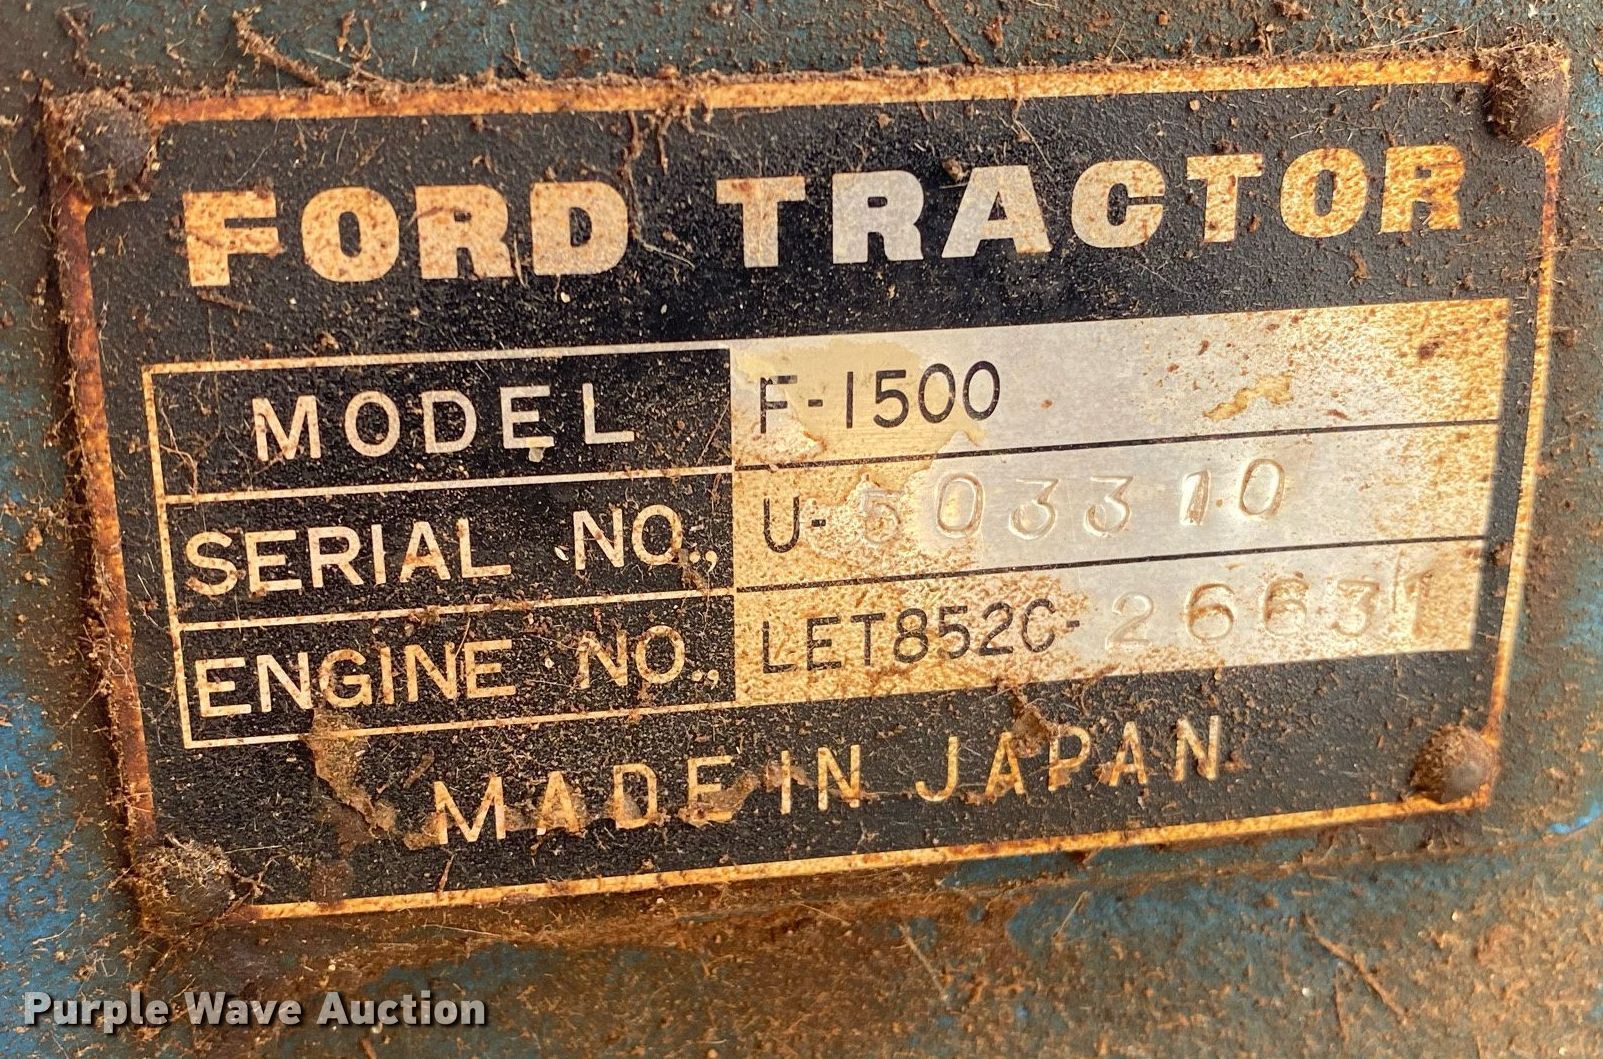 FORD TRACTOR
MODEL F-1500
SERIAL NO., U-503310
ENGINE NO., LET852C-26631
MADE IN JAPAN
Purple Wave Auction